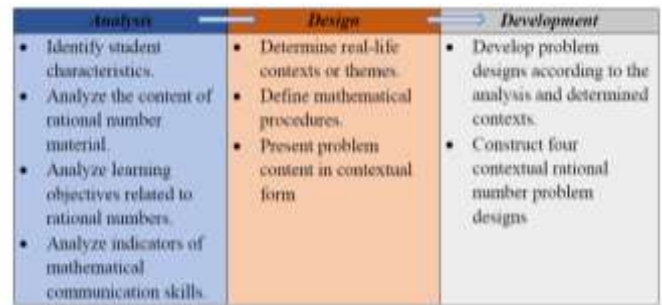 Analysis
Design
Development
• Identify student
characteristics.
• Analyze the content of
rational number
material.
• Analyze learning
objectives related to
rational numbers.
• Analyze indicators of
mathematical
communication skills.
• Determine real-life
contexts or themes.
• Define mathematical
procedures.
• Present problem
content in contextual
form
• Develop problem
designs according to the
analysis and determined
contexts.
• Construct four
contextual rational
number problem
designs